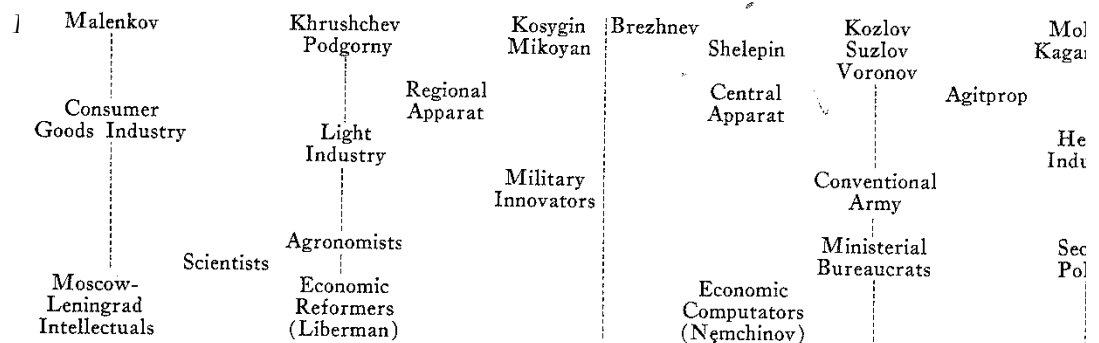 Malenkov
Khrushchev
Podgorny
Kosygin
Mikoyan
Brezhnev
Shelepin
Kozlov
Suzlov
Voronov
Regional
Apparat
Central
Apparat
Agitprop
Consumer
Goods Industry
Light
Industry
Military
Innovators
Conventional
Army
Agronomists
Ministerial
Bureaucrats
Scientists
Moscow-
Leningrad
Intellectuals
Economic
Reformers
(Liberman)
Economic
Computators
(Nemchinov)